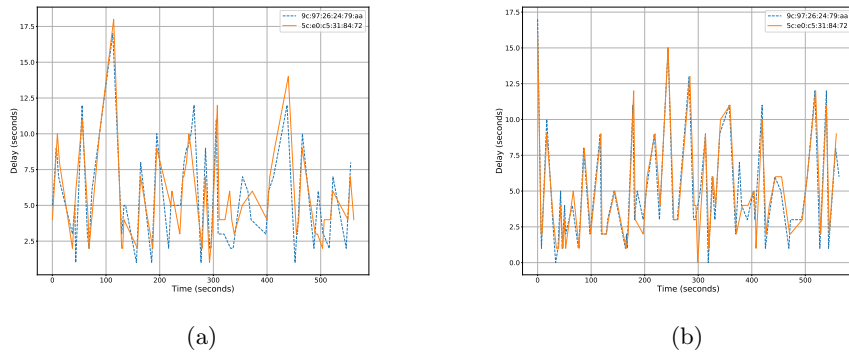 9c:97:26:24:79:aa
5c:e0:c5:31:84:72
17.5
15.0
12.5
10.0
7.5
5.0
2.5
Delay (seconds)
0 100 200 300 400 500
Time (seconds)
(a)
9c:97:26:24:79:aa
5c:e0:c5:31:84:72
17.5
15.0
12.5
10.0
7.5
5.0
2.5
0.0
Delay (seconds)
0 100 200 300 400 500
Time (seconds)
(b)